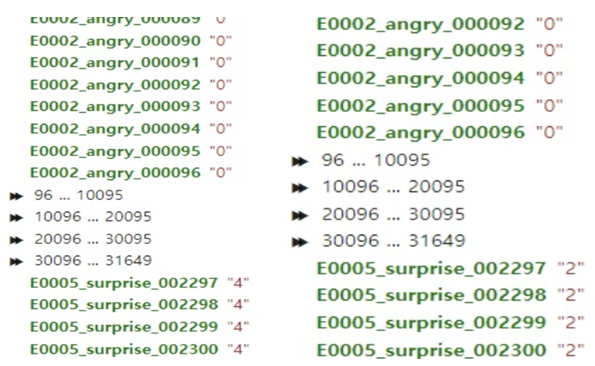 E0002_angry_000089 "0"
E0002_angry_000090 "0"
E0002_angry_000091 "0"
E0002_angry_000092 "0"
E0002_angry_000093 "0"
E0002_angry_000094 "0"
E0002_angry_000095 "0"
E0002_angry_000096 "0"
96 ... 10095
10096 ... 20095
20096 ... 30095
30096 ... 31649
E0005_surprise_002297 "4"
E0005_surprise_002298 "4"
E0005_surprise_002299 "4"
E0005_surprise_002300 "4"
E0002_angry_000092 "0"
E0002_angry_000093 "0"
E0002_angry_000094 "0"
E0002_angry_000095 "0"
E0002_angry_000096 "0"
96 ... 10095
10096 ... 20095
20096 ... 30095
30096 ... 31649
E0005_surprise_002297 "2"
E0005_surprise_002298 "2"
E0005_surprise_002299 "2"
E0005_surprise_002300 "2"